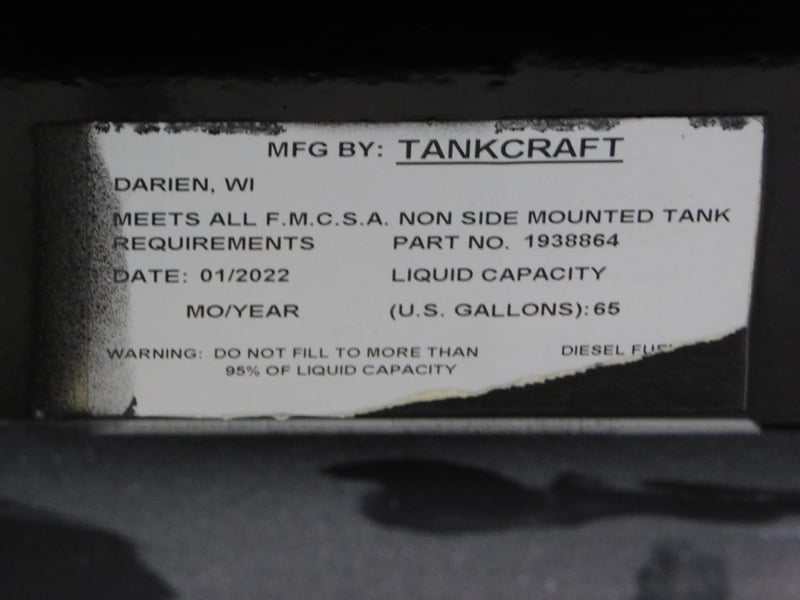 MFG BY: TANKCRAFT
DARIEN, WI
MEETS ALL F.M.C.S.A. NON SIDE MOUNTED TANK
REQUIREMENTS PART NO. 1938864
DATE: 01/2022 LIQUID CAPACITY
MO/YEAR (U.S. GALLONS): 65
WARNING: DO NOT FILL TO MORE THAN DIESEL
95% OF LIQUID CAPACITY